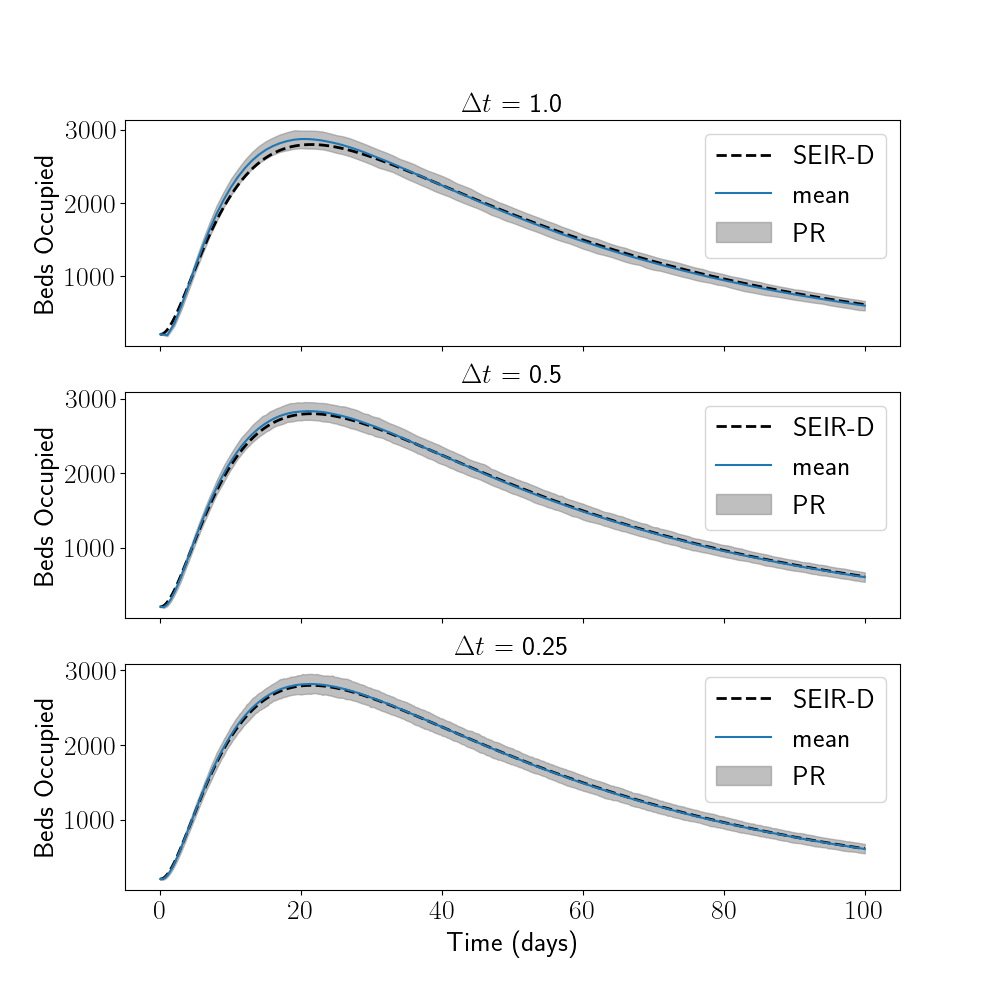 Δt = 1.0
3000
2000
1000
Beds Occupied
SEIR-D
mean
PR
Δt = 0.5
3000
2000
1000
Beds Occupied
SEIR-D
mean
PR
Δt = 0.25
3000
2000
1000
Beds Occupied
SEIR-D
mean
PR
0 20 40 60 80 100
Time (days)